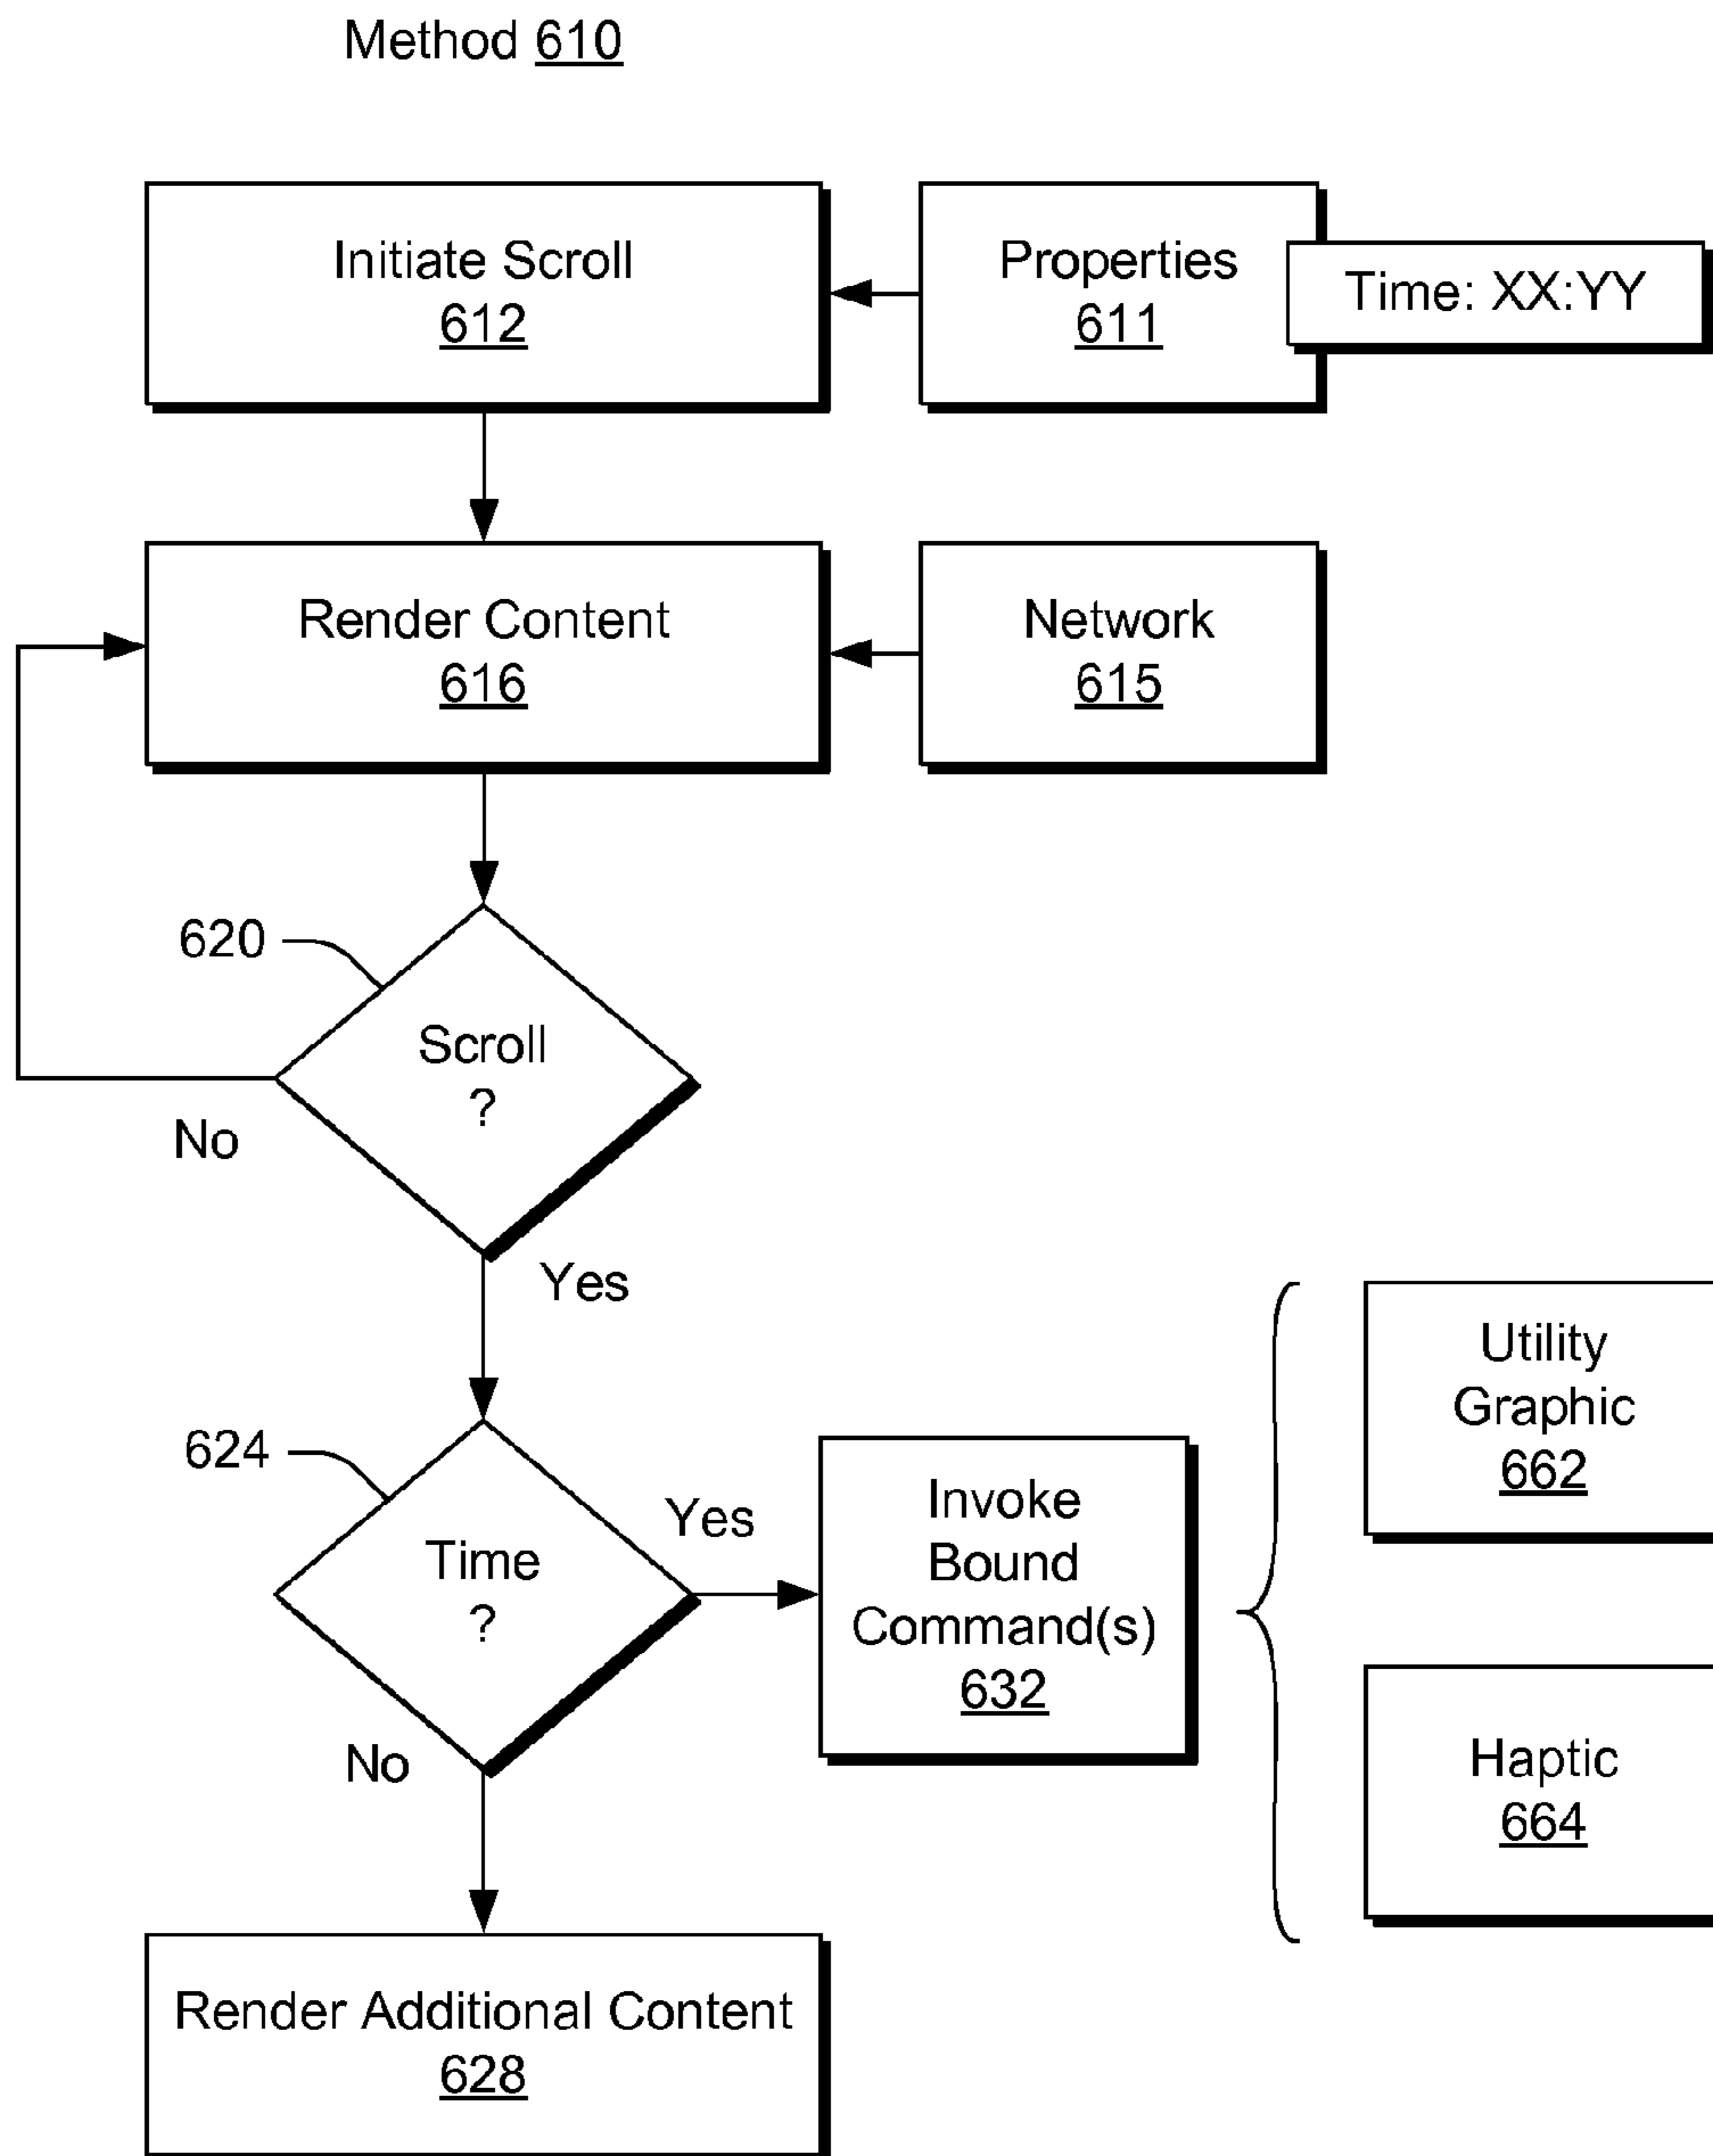 Method 610
Initiate Scroll
612
Properties
611
Time: XX:YY
Render Content
616
Network
615
620
Scroll
?
No
Yes
624
Time
?
Yes
No
Invoke
Bound
Command(s)
632
Utility
Graphic
662
Haptic
664
Render Additional Content
628